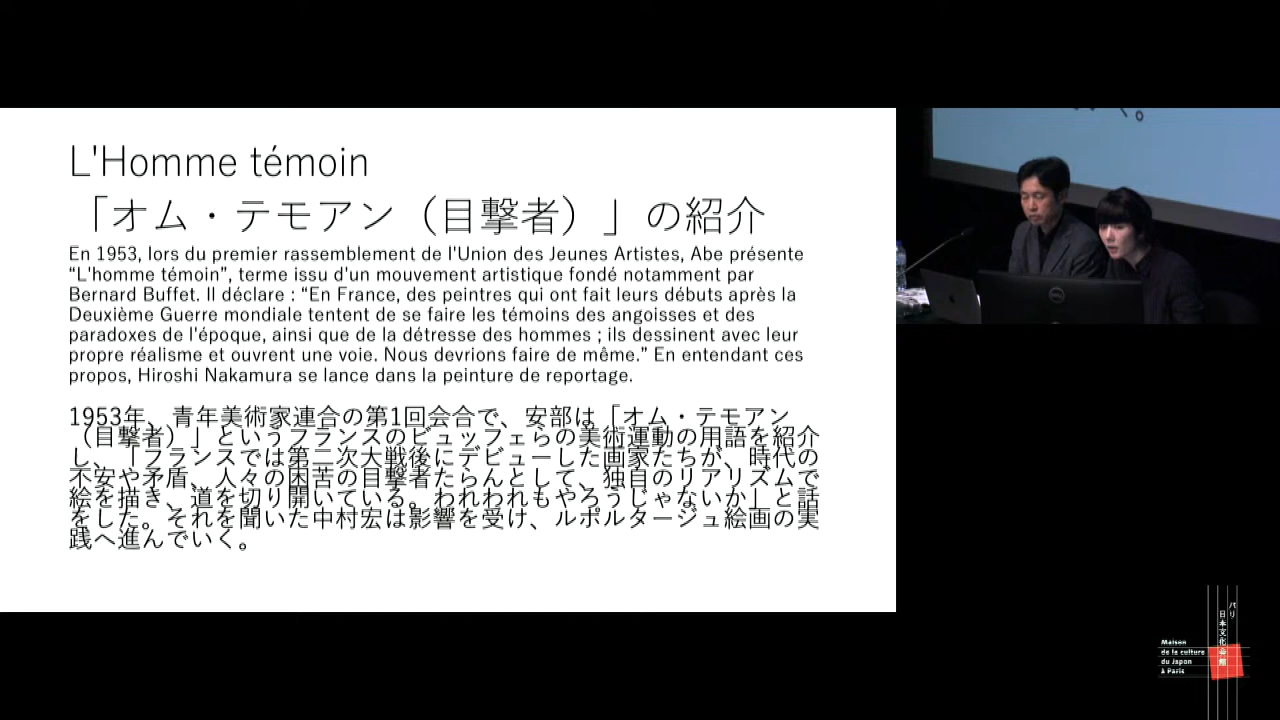 L'Homme témoin
「オム・テモアン（目撃者）」の紹介
En 1953, lors du premier rassemblement de l'Union des Jeunes Artistes, Abe présente
“L'homme témoin”, terme issu d'un mouvement artistique fondé notamment par
Bernard Buffet. Il déclare : “En France, des peintres qui ont fait leurs débuts après la
Deuxième Guerre mondiale tentent de se faire les témoins des angoisses et des
paradoxes de l'époque, ainsi que de la détresse des hommes ; ils dessinent avec leur
propre réalisme et ouvrent une voie. Nous devrions faire de même.” En entendant ces
propos, Hiroshi Nakamura se lance dans la peinture de reportage.
1953年、青年美術家連合の第1回会合で、安部は「オム・テモアン
（目撃者）」というフランスのビュッフェらの美術運動の用語を紹介
し、「フランスでは第二次大戦後にデビューした画家たちが、時代の
不安や矛盾、人々の困苦の目撃者たらんとして、独自のリアリズムで
絵を描き、道を切り開いている。われわれもやろうじゃないか」と話
をした。それを聞いた中村宏は影響を受け、ルポルタージュ絵画の実
践へ進んでいく。
く。
DELL
パリ
日本文化会館
Maison
de la culture
du Japon
à Paris